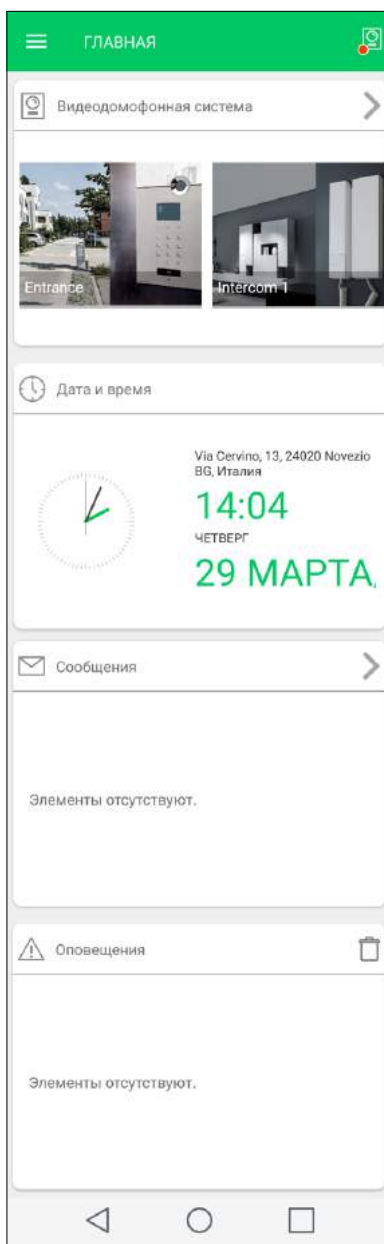 ГЛАВНАЯ
Видеодомофонная система
Entrance
Intercom 1
Дата и время
Via Cervino, 13, 24020 Novezio
BG, Италия
14:04
ЧЕТВЕРГ
29 МАРТА,
Сообщения
Элементы отсутствуют.
Оповещения
Элементы отсутствуют.